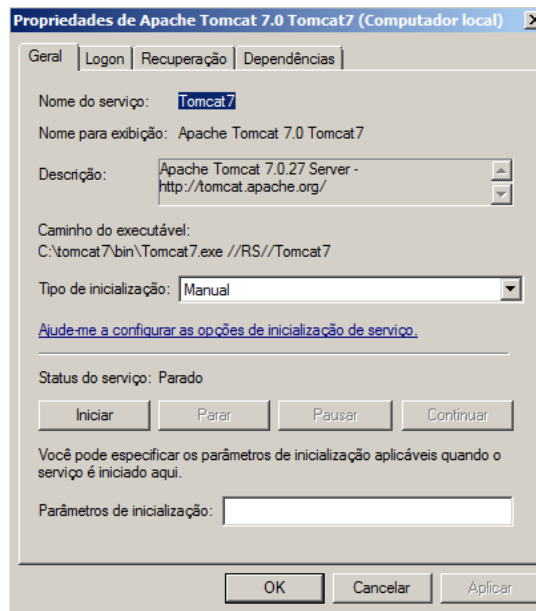 Propriedades de Apache Tomcat 7.0 Tomcat7 (Computador local)
Geral Logon Recuperação Dependências
Nome do serviço: Tomcat7
Nome para exibição: Apache Tomcat 7.0 Tomcat7
Descrição: Apache Tomcat 7.0.27 Server -
http://tomcat.apache.org/
Caminho do executável:
C:\tomcat7\bin\Tomcat7.exe //RS//Tomcat7
Tipo de inicialização: Manual
Ajude-me a configurar as opções de inicialização de serviço.
Status do serviço: Parado
Iniciar Parar Pausar Continuar
Você pode especificar os parâmetros de inicialização aplicáveis quando o
serviço é iniciado aqui.
Parâmetros de inicialização:
OK Cancelar Aplicar